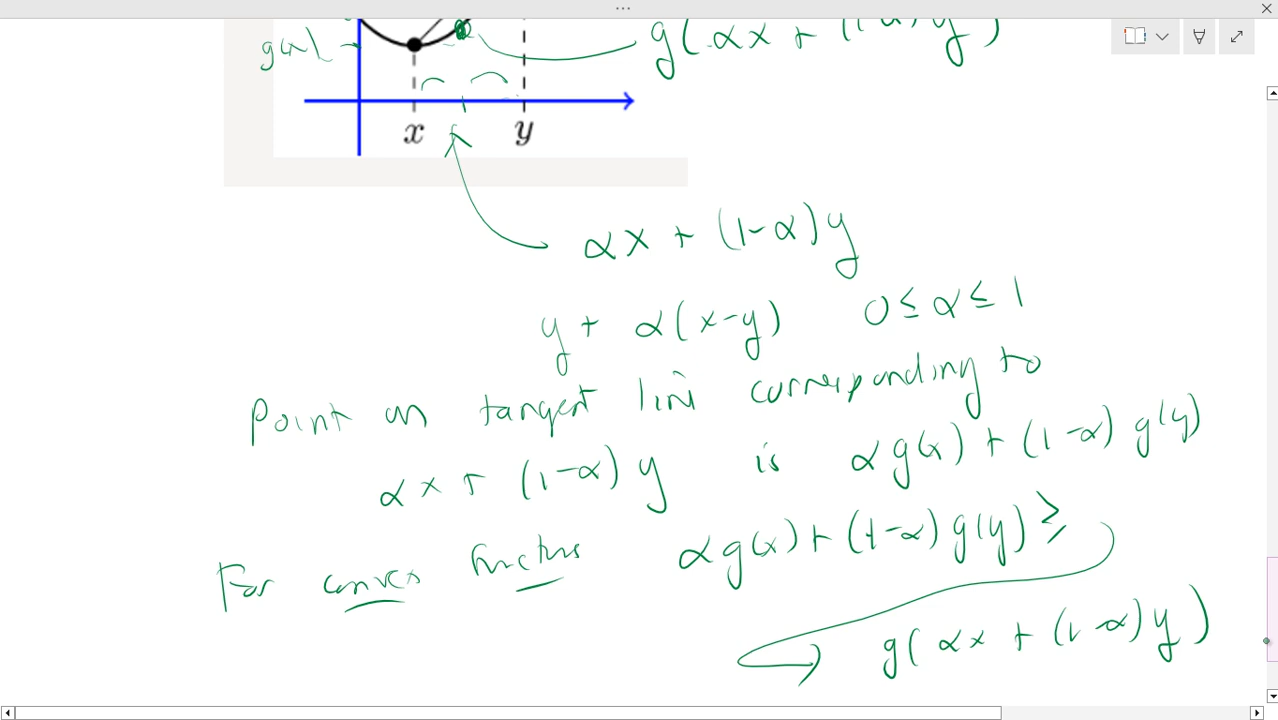 g(x)
g(αx + (1-α)y)
x y
αx + (1-α)y
y + α(x-y) 0 ≤ α ≤ 1
Point on tangent line corresponding to
αx + (1-α)y is αg(x) + (1-α)g(y)
For convex functions αg(x) + (1-α)g(y) ≥
g(αx + (1-α)y)